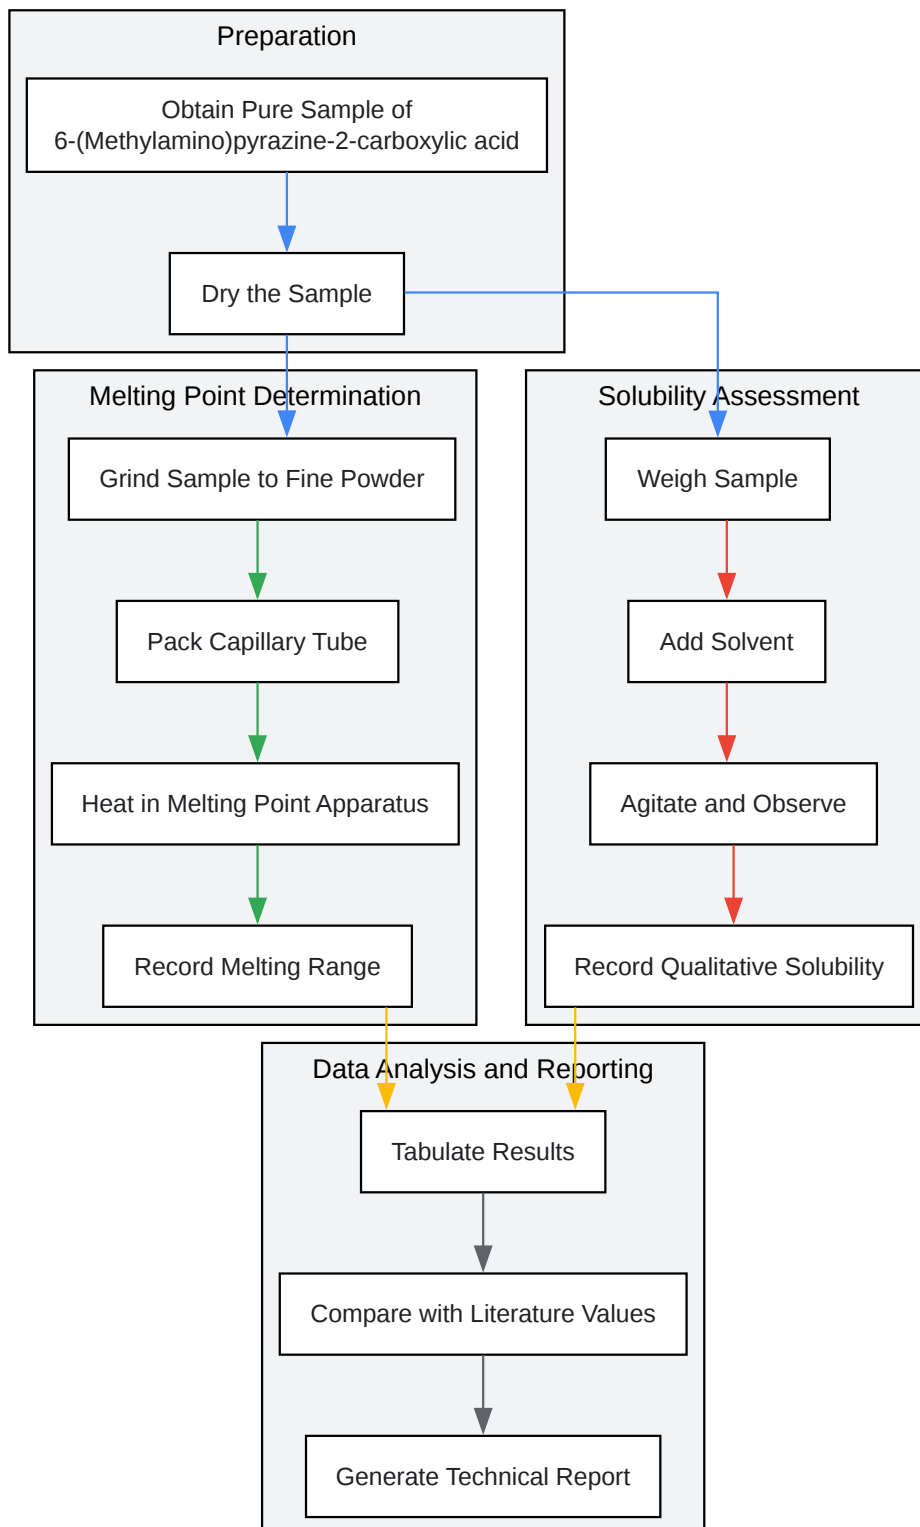 Preparation
Obtain Pure Sample of
6-(Methylamino)pyrazine-2-carboxylic acid
Dry the Sample
Melting Point Determination
Grind Sample to Fine Powder
Pack Capillary Tube
Heat in Melting Point Apparatus
Record Melting Range
Solubility Assessment
Weigh Sample
Add Solvent
Agitate and Observe
Record Qualitative Solubility
Data Analysis and Reporting
Tabulate Results
Compare with Literature Values
Generate Technical Report